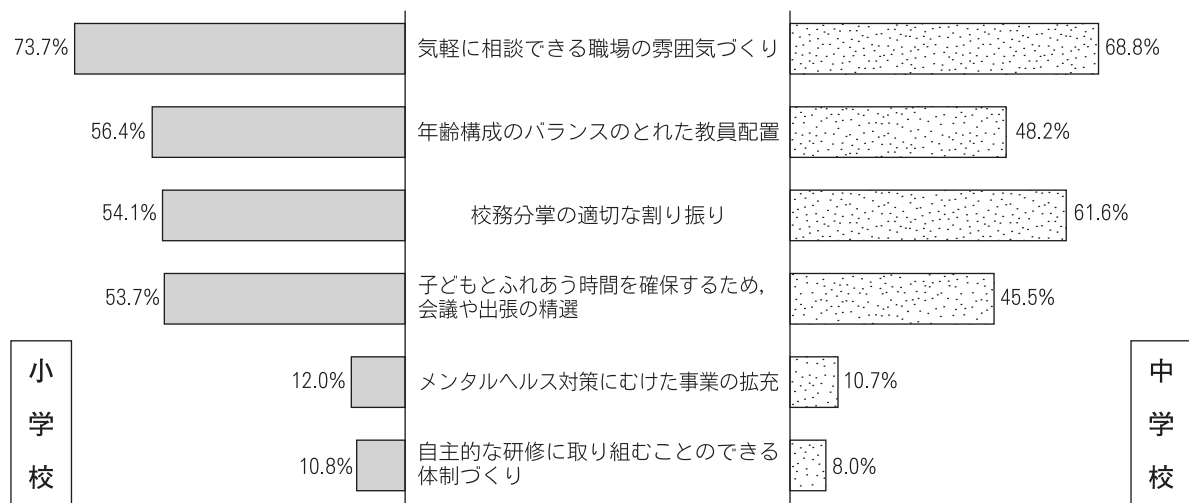 73.7%
気軽に相談できる職場の雰囲気づくり
68.8%
56.4%
年齢構成のバランスのとれた教員配置
48.2%
54.1%
校務分掌の適切な割り振り
61.6%
53.7%
子どもとふれあう時間を確保するため,
会議や出張の精選
45.5%
12.0%
メンタルヘルス対策にむけた事業の拡充
10.7%
10.8%
自主的な研修に取り組むことのできる
体制づくり
8.0%
小学校
中学校